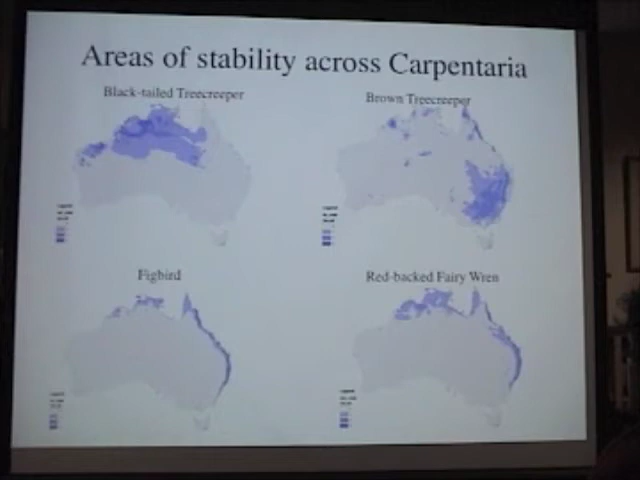 Areas of stability across Carpentaria
Black-tailed Treecreeper
Brown Treecreeper
Figbird
Red-backed Fairy Wren